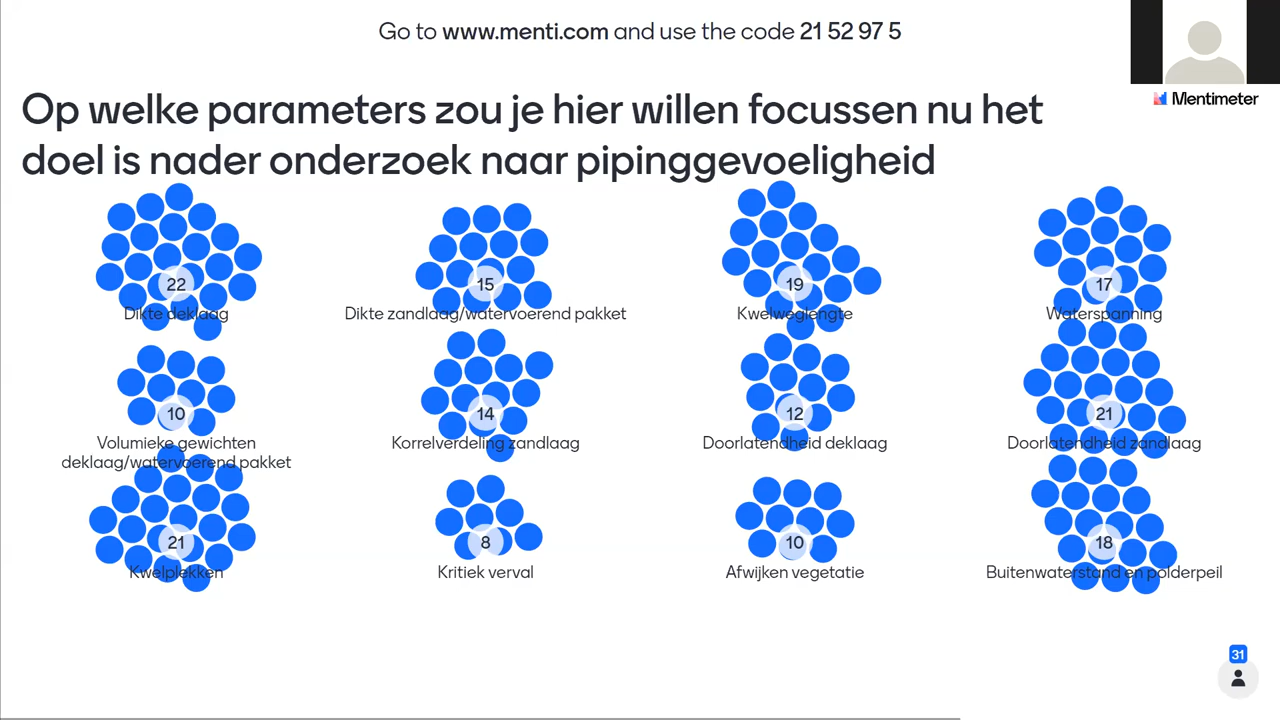 Go to www.menti.com and use the code 21 52 97 5
Mentimeter
Op welke parameters zou je hier willen focussen nu het
doel is nader onderzoek naar pipinggevoeligheid
22
15
19
17
Dikte deklaag
Dikte zandlaag/watervoerend pakket
Kwelweglengte
Waterspanning
10
14
12
21
Volumieke gewichten
deklaag/watervoerend pakket
Korrelverdeling zandlaag
Doorlatendheid deklaag
Doorlatendheid zandlaag
21
8
10
18
Kwelplekken
Kritiek verval
Afwijken vegetatie
Buitenwaterstand en polderpeil
31